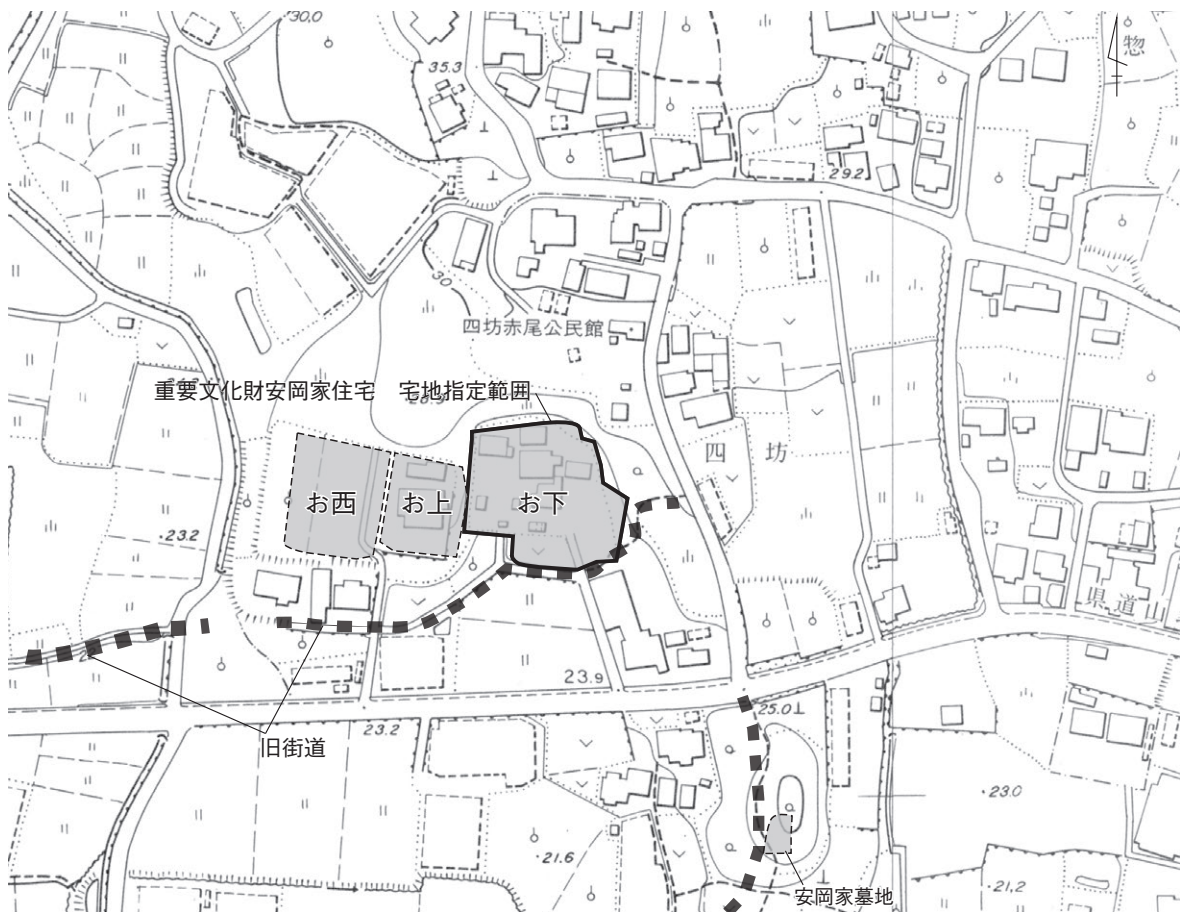 30.0
惣
35.3
29.2
30
四坊赤尾公民館
重要文化財安岡家住宅　宅地指定範囲
四坊
お西
お上
お下
23.2
県道山
23.9
25.0
23.2
旧街道
23.0
21.6
21.2
安岡家墓地